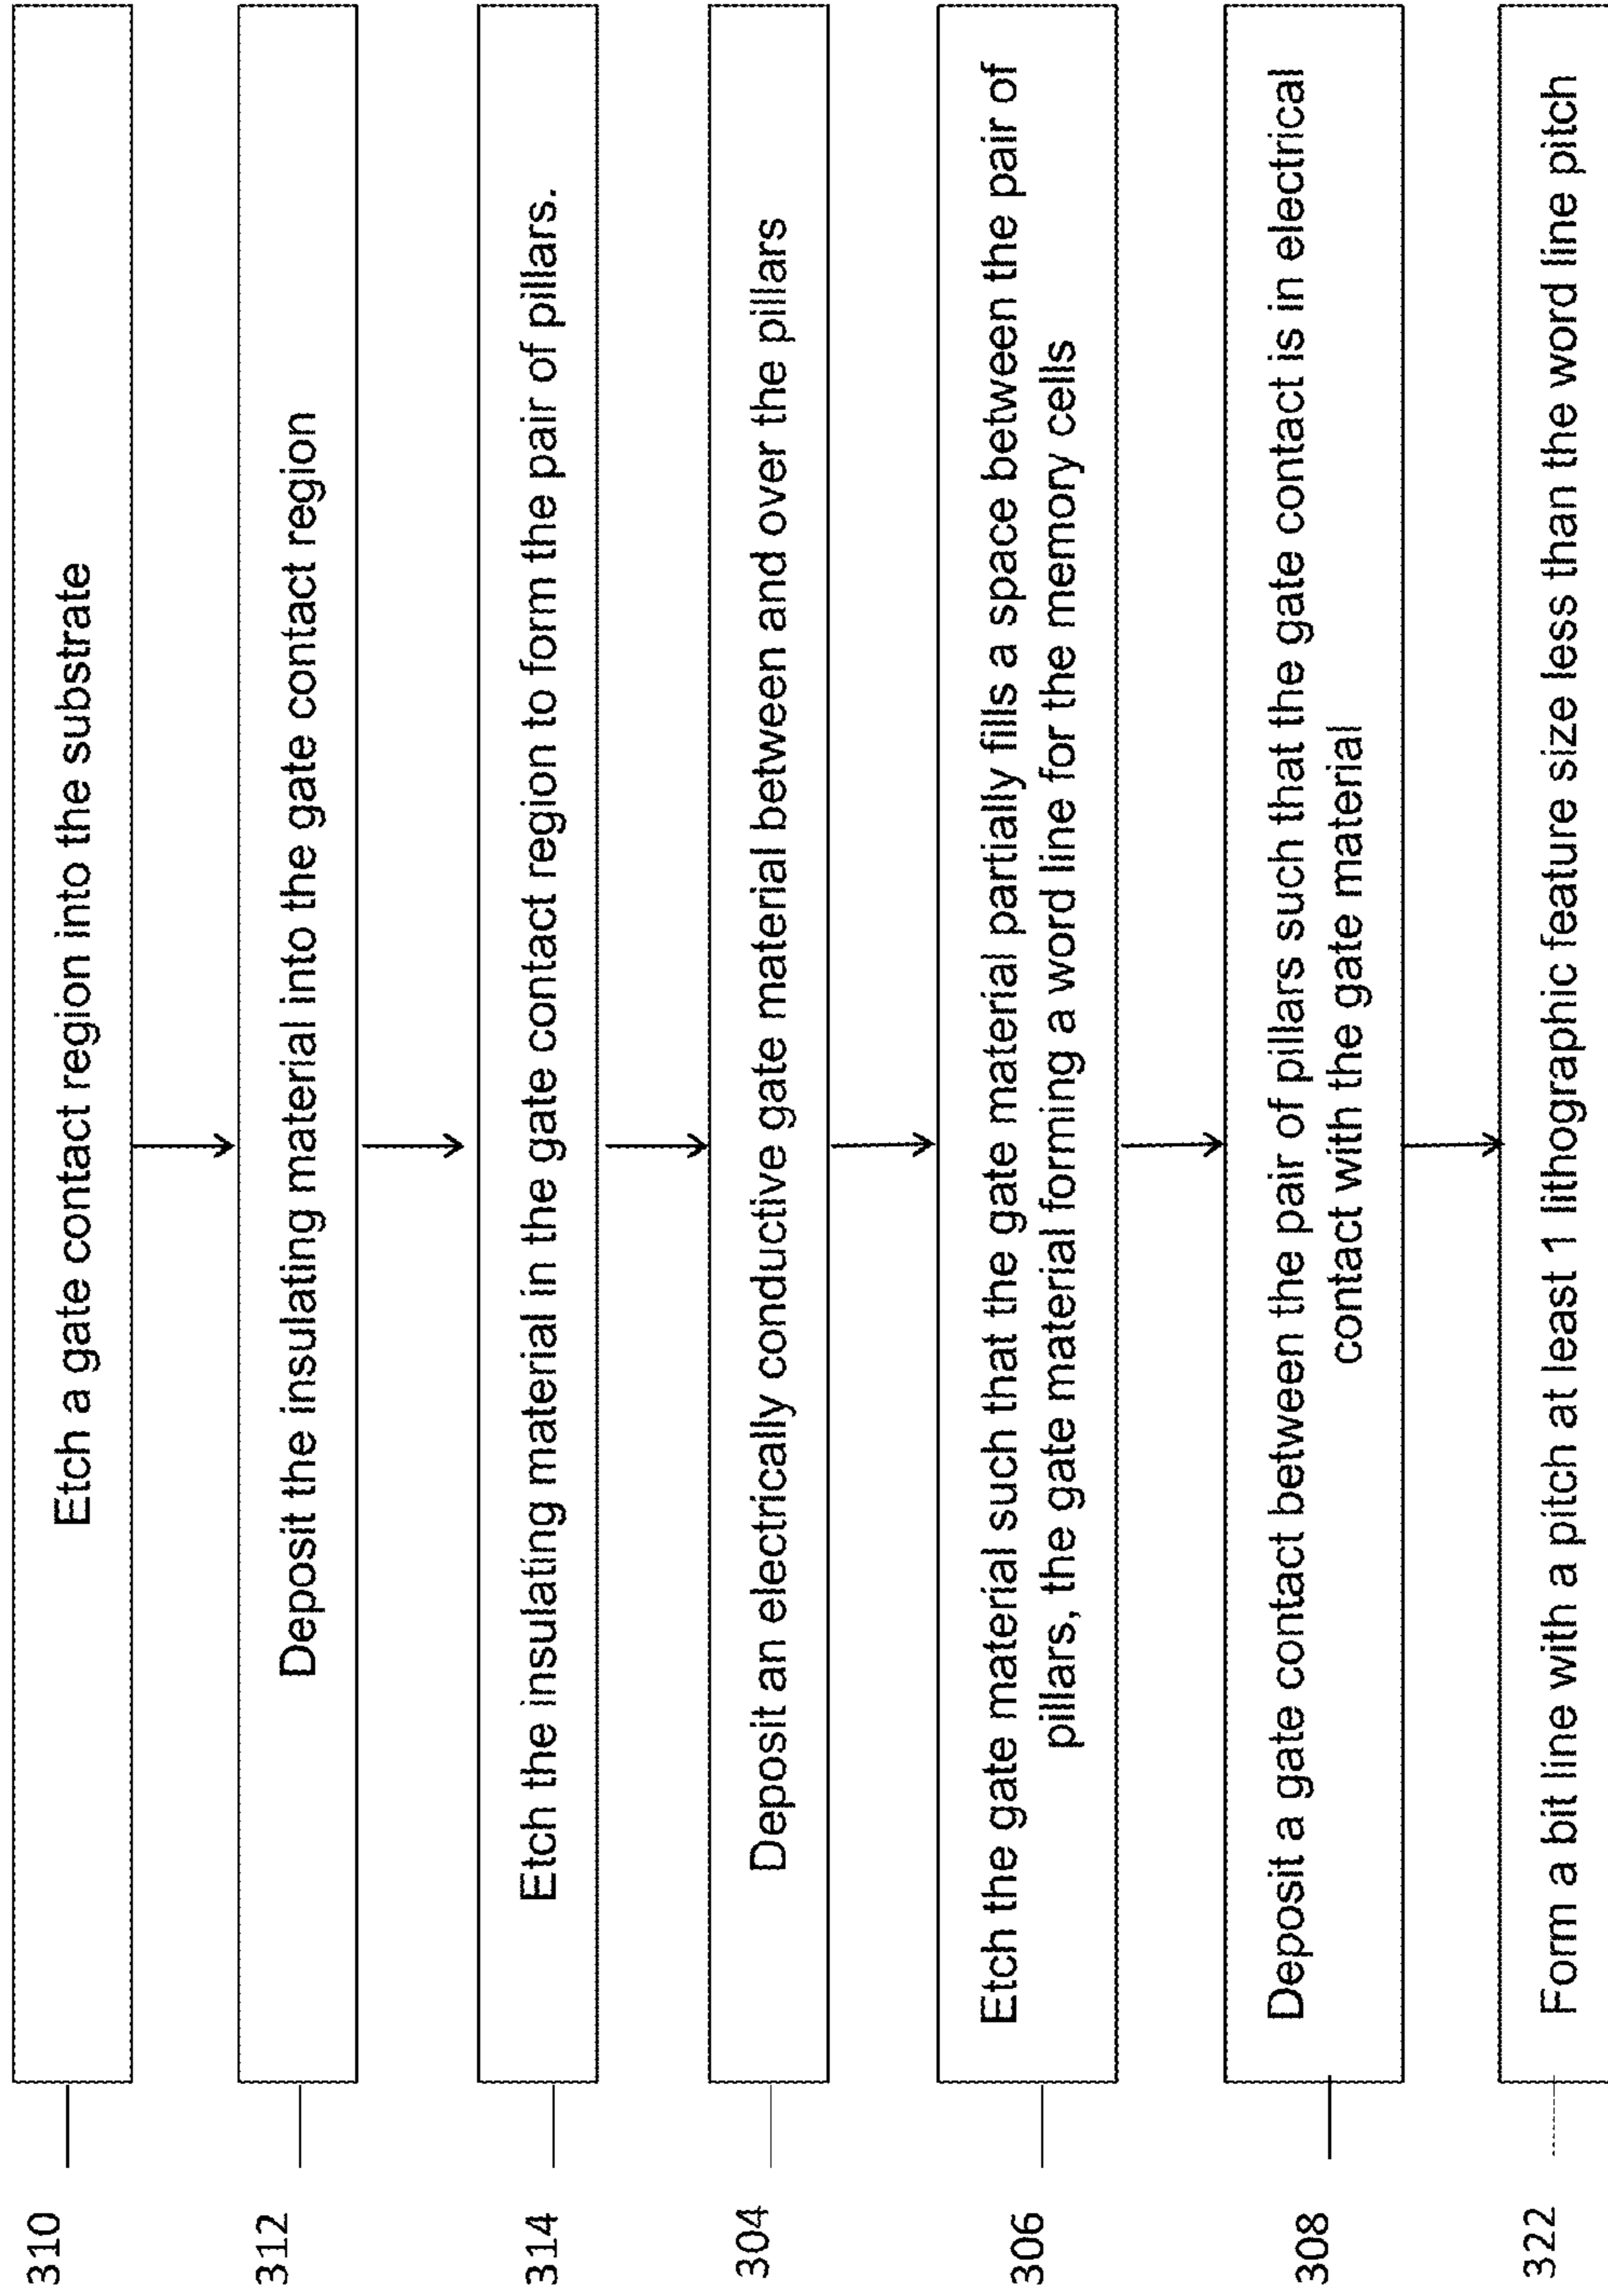 310
Etch a gate contact region into the substrate
312
Deposit the insulating material into the gate contact region
314
Etch the insulating material in the gate contact region to form the pair of pillars.
304
Deposit an electrically conductive gate material between and over the pillars
306
Etch the gate material such that the gate material partially fills a space between the pair of
pillars, the gate material forming a word line for the memory cells
308
Deposit a gate contact between the pair of pillars such that the gate contact is in electrical
contact with the gate material
322
Form a bit line with a pitch at least 1 lithographic feature size less than the word line pitch